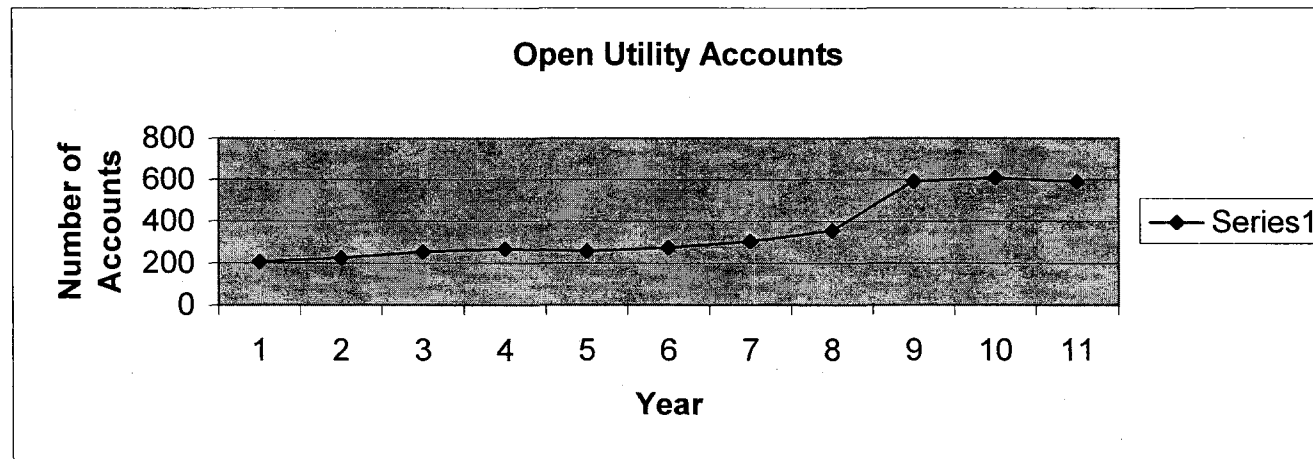 Open Utility Accounts
Number of
Accounts
800
600
400
200
0
1 2 3 4 5 6 7 8 9 10 11
Year
Series1